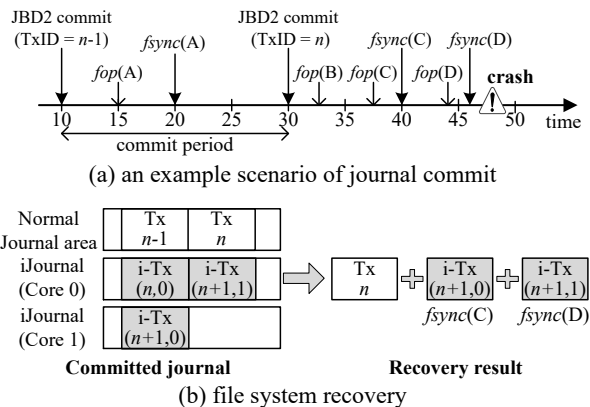 JBD2 commit
(TxID = n-1)
fsync(A)
fop(A)
JBD2 commit
(TxID = n)
fsync(C)
fsync(D)
fop(B)
fop(C)
fop(D)
crash
!
10 15 20 25 30 35 40 45 50 time
commit period
(a) an example scenario of journal commit
Normal
Journal area
Tx
n-1
Tx
n
iJournal
(Core 0)
i-Tx
(n,0)
i-Tx
(n+1,1)
iJournal
(Core 1)
i-Tx
(n+1,0)
Committed journal
Tx
n
i-Tx
(n+1,0)
fsync(C)
i-Tx
(n+1,1)
fsync(D)
Recovery result
(b) file system recovery